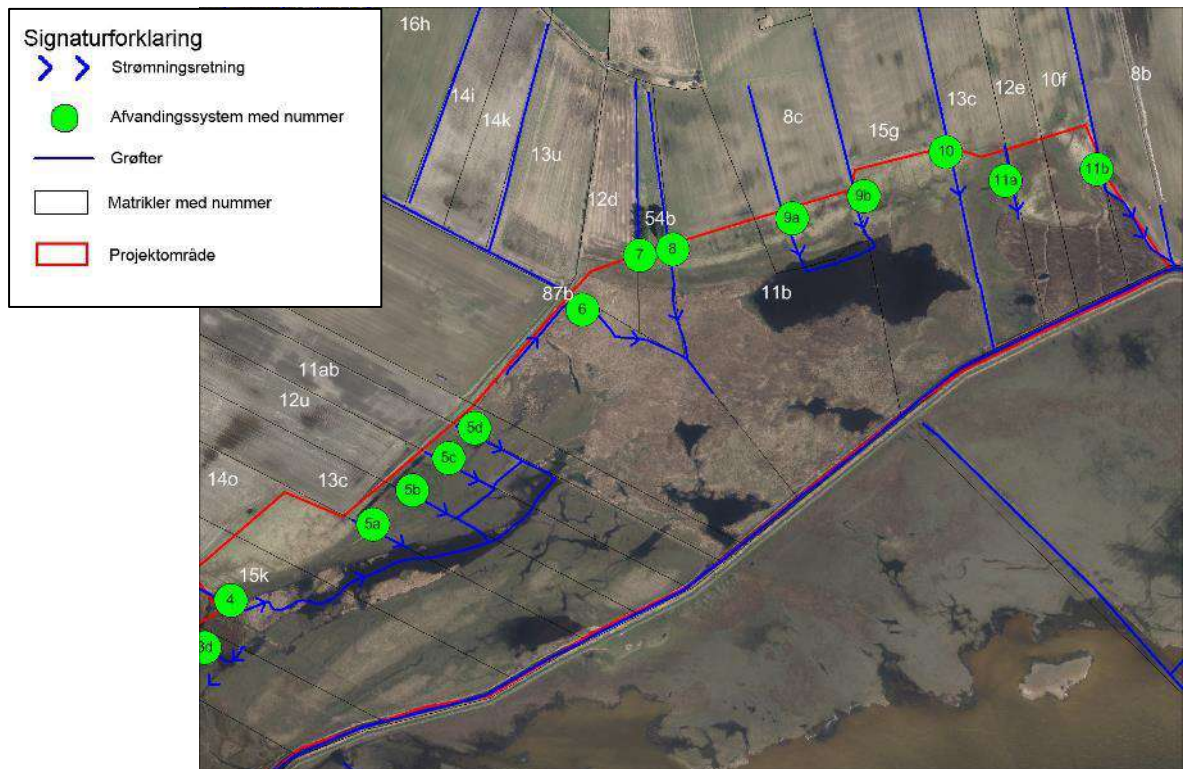 Signaturforklaring
Strømningsretning
Afvandingssystem med nummer
Grøfter
Matrikler med nummer
Projektområde
16h
14i
14k
13u
12d
54b
8c
15g
13c
12e
10f
8b
10
11a
11b
9b
9a
8
7
87b
6
11b
11ab
12u
5d
5c
14o
13c
5b
5a
15k
4
3d